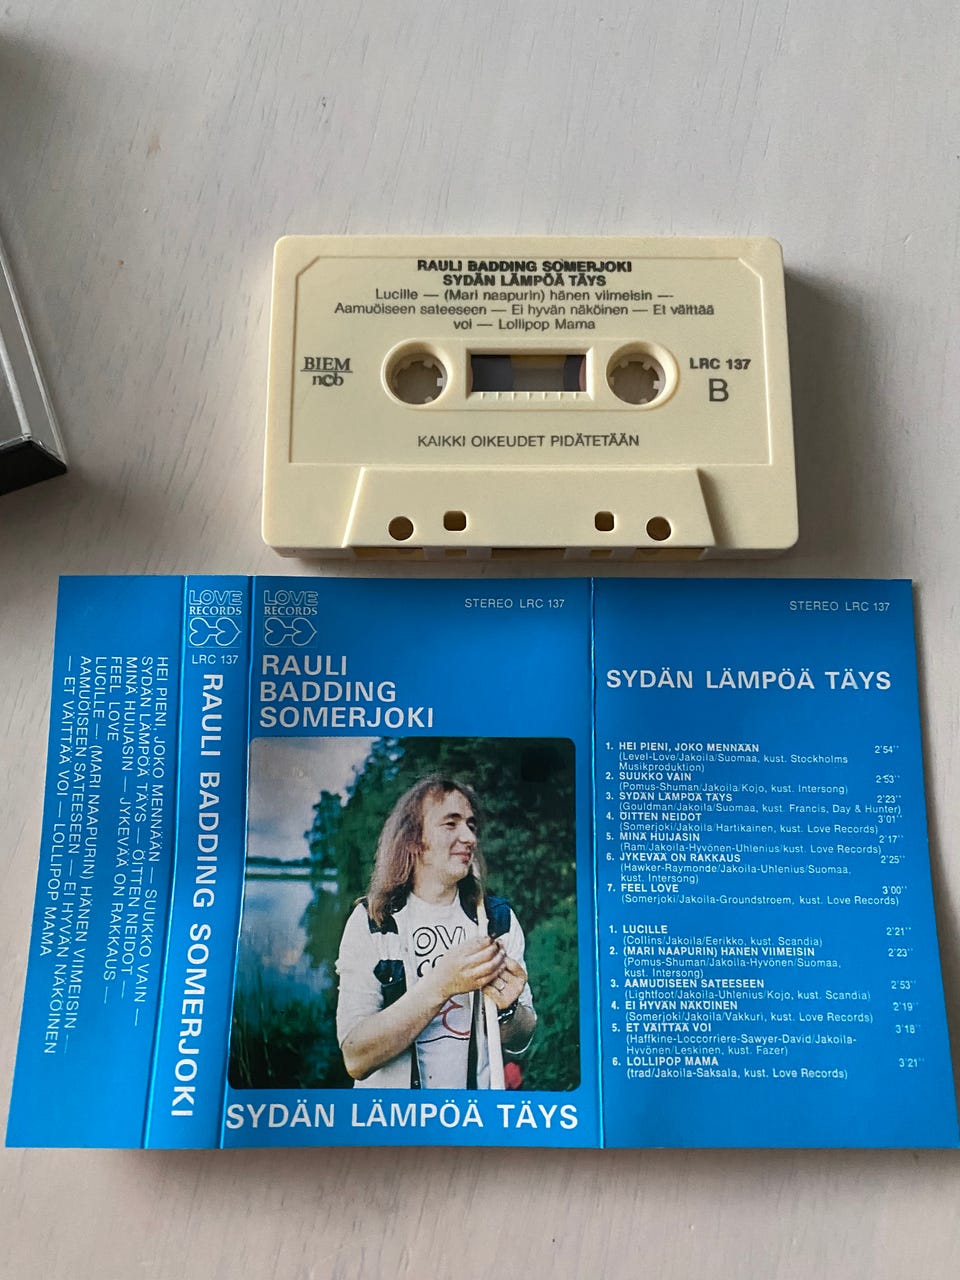 RAULI BADDING SOMERJOKI
SYDÄN LÄMPÖÄ TÄYS
Lucille — (Mari naapurin) hänen viimeisin —
Aamuöiseen sateeseen — Ei hyvän näköinen — Et välttää
voi — Lollipop Mama
BIEM
ncb
LRC 137
B
KAIKKI OIKEUDET PIDÄTETÄÄN
HEI PIENI, JOKO MENNÄÄN — SUUKKO VAIN —
SYDÄN LÄMPÖÄ TÄYS — ÖITTEN NEIDOT —
MINÄ HUIJASIN — JYKEVÄÄ ON RAKKAUS —
FEEL LOVE
LUCILLE — (MARI NAAPURIN) HÄNEN VIIMEISIN —
AAMUÖISEEN SATEESEEN — EI HYVÄN NÄKÖINEN
— ET VÄITTÄÄ VOI — LOLLIPOP MAMA
LOVE
RECORDS
LRC 137
RAULI BADDING SOMERJOKI
LOVE
RECORDS
STEREO LRC 137
RAULI
BADDING
SOMERJOKI
SYDÄN LÄMPÖÄ TÄYS
STEREO LRC 137
SYDÄN LÄMPÖÄ TÄYS
1. HEI PIENI, JOKO MENNÄÄN 2'54''
(Level-Love/Jakoila/Suomaa, kust. Stockholms
Musikproduktion)
2. SUUKKO VAIN 2'53''
(Pomus-Shuman/Jakoila/Kojo, kust. Intersong)
3. SYDÄN LÄMPÖÄ TÄYS 2'23''
(Gouldman/Jakoila/Suomaa, kust. Francis, Day & Hunter)
4. ÖITTEN NEIDOT 3'01''
(Somerjoki/Jakoila/Hartikainen, kust. Love Records)
5. MINÄ HUIJASIN 2'17''
(Ram/Jakoila-Hyvönen-Uhlenius/kust. Love Records)
6. JYKEVÄÄ ON RAKKAUS 2'25''
(Hawker-Raymonde/Jakoila-Uhlenius/Suomaa,
kust. Intersong)
7. FEEL LOVE 3'00''
(Somerjoki/Jakoila-Groundstroem, kust. Love Records)
1. LUCILLE 2'21''
(Collins/Jakoila/Eerikko, kust. Scandia)
2. (MARI NAAPURIN) HÄNEN VIIMEISIN 2'23''
(Pomus-Shuman/Jakoila-Hyvönen/Suomaa,
kust. Intersong)
3. AAMUÖISEEN SATEESEEN 2'53''
(Lightfoot/Jakoila-Uhlenius/Kojo, kust. Scandia)
4. EI HYVÄN NÄKÖINEN 2'19''
(Somerjoki/Jakoila/Vakkuri, kust. Love Records)
5. ET VÄITTÄÄ VOI 3'18''
(Haffkine-Loccorriere-Sawyer-David/Jakoila-
Hyvönen/Leskinen, kust. Fazer)
6. LOLLIPOP MAMA 3'21''
(trad/Jakoila-Saksala, kust. Love Records)